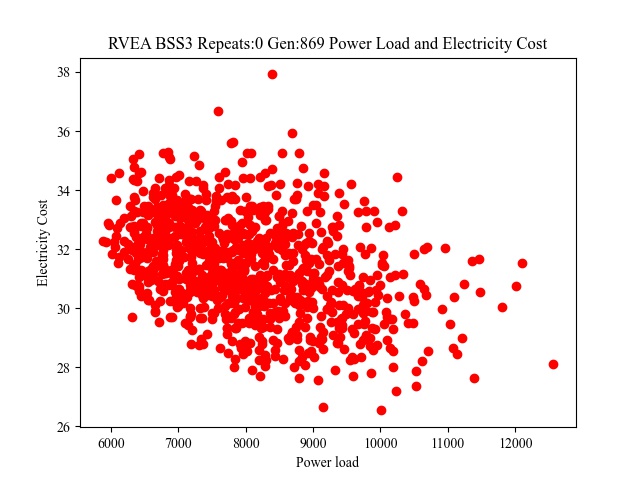 RVEA BSS3 Repeats:0 Gen:869 Power Load and Electricity Cost
38
36
34
32
30
28
26
Electricity Cost
6000 7000 8000 9000 10000 11000 12000
Power load